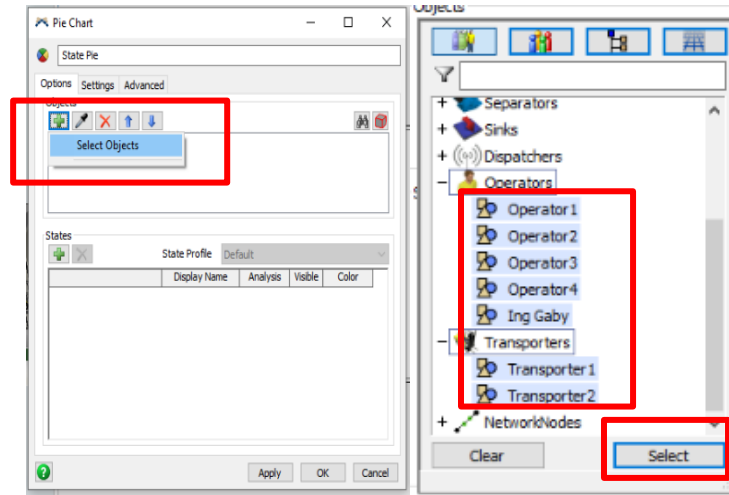 Pie Chart
State Pie
Options Settings Advanced
Objects
Select Objects
States
State Profile Default
Display Name Analysis Visible Color
Apply OK Cancel
Objects
+ Separators
+ Sinks
+ Dispatchers
- Operators
Operator1
Operator2
Operator3
Operator4
Ing Gaby
- Transporters
Transporter1
Transporter2
+ NetworkNodes
Clear Select